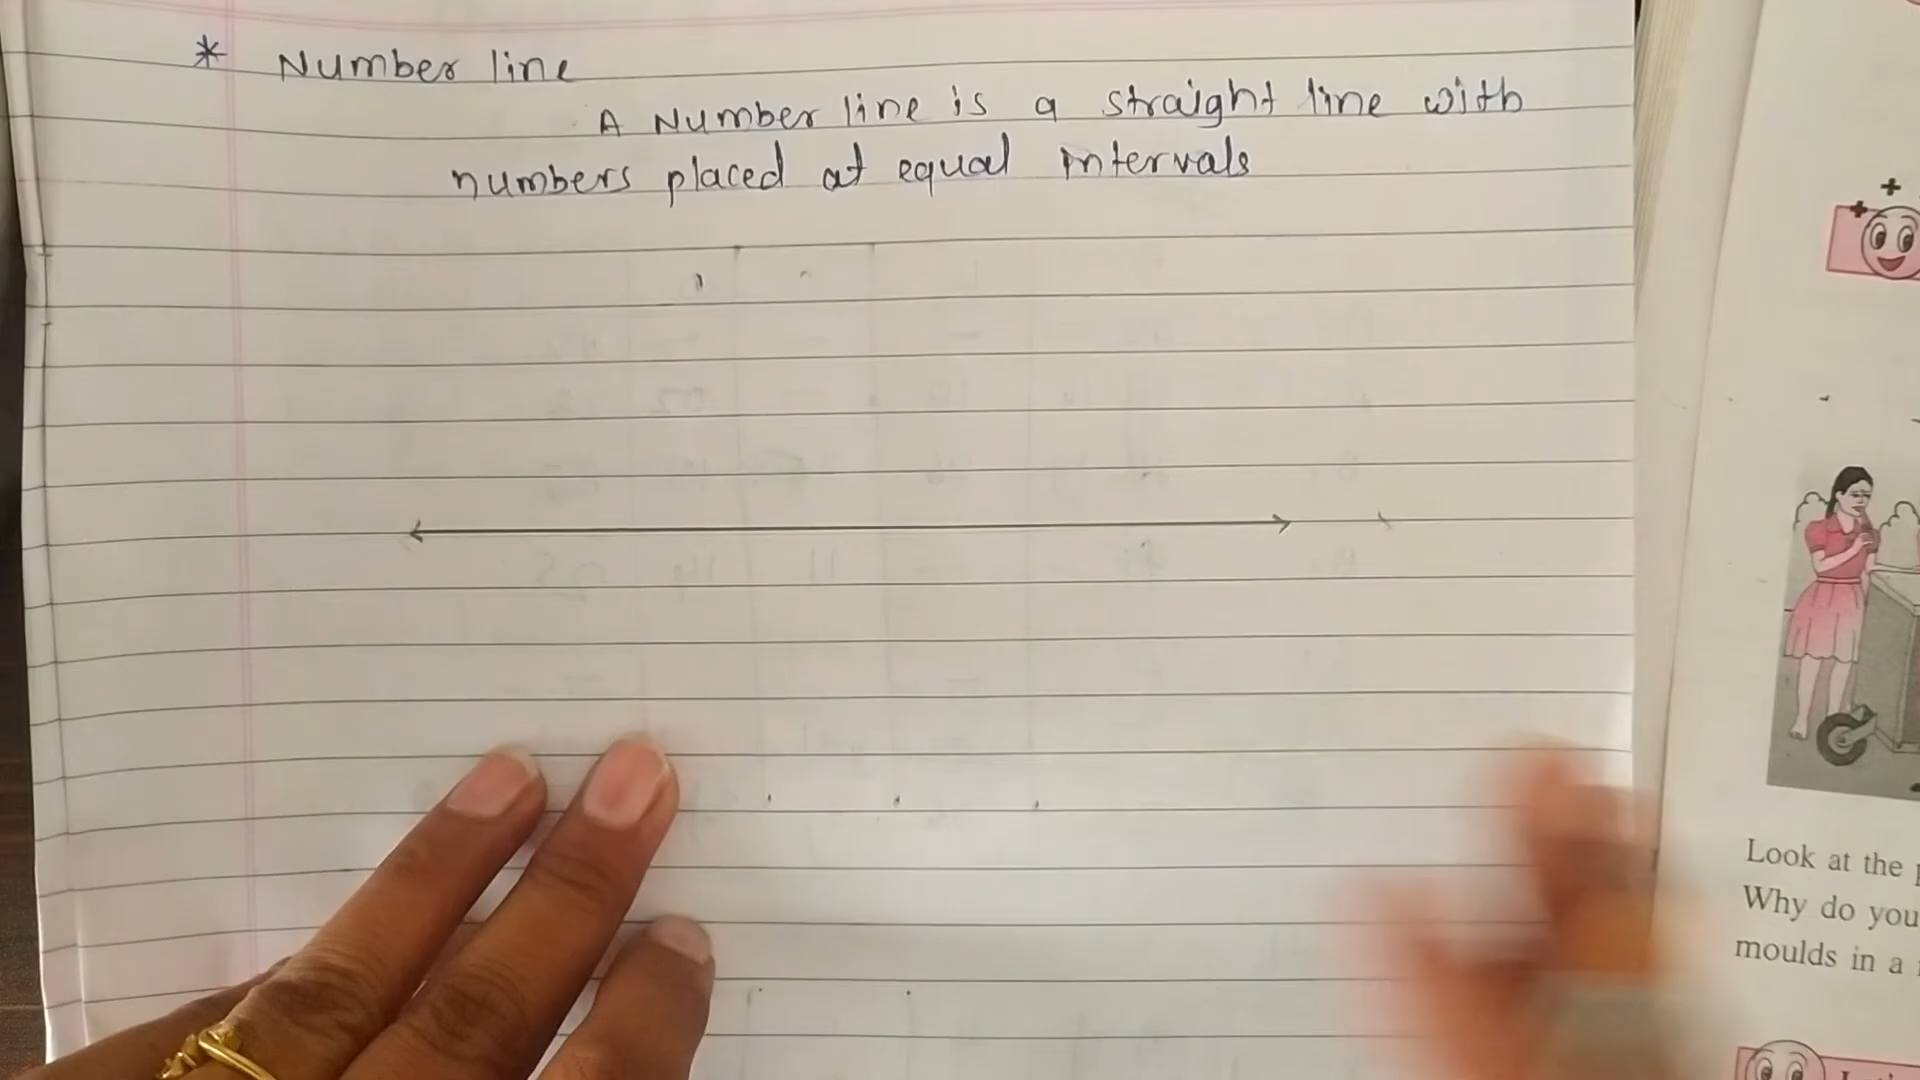 * Number line
A Number line is a straight line with
numbers placed at equal intervals
Look at the
Why do you
moulds in a